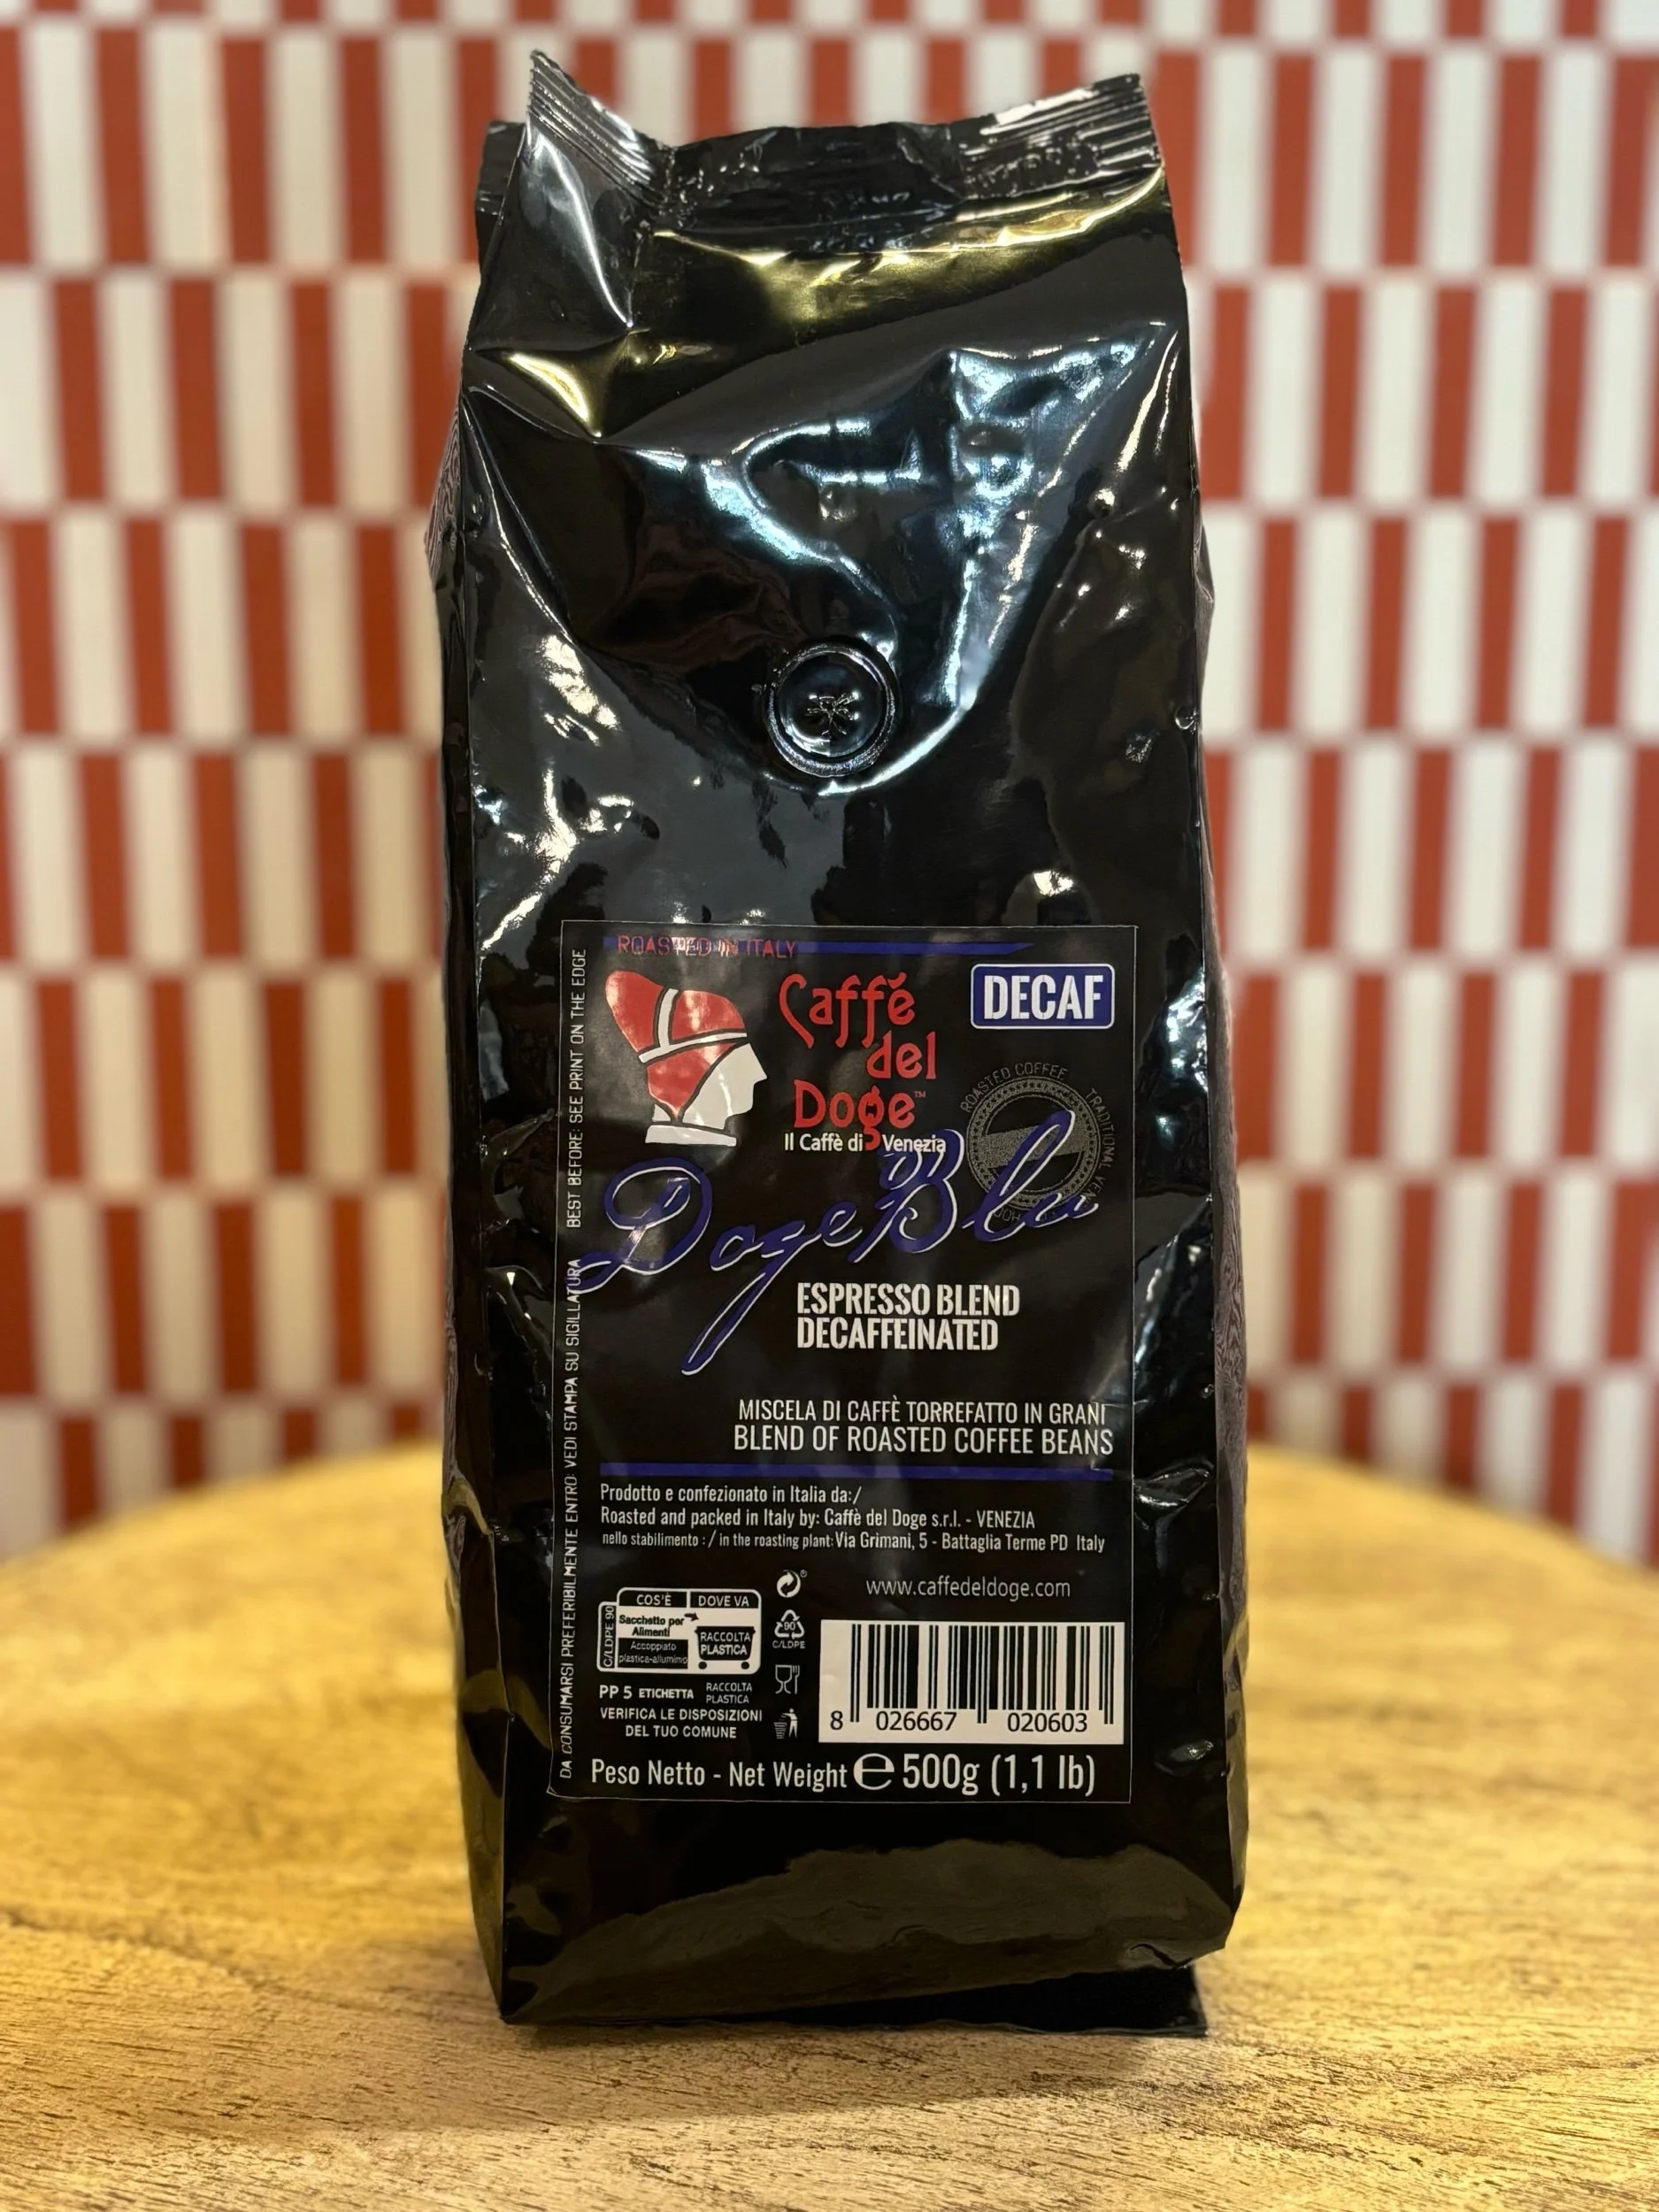 ROASTED IN ITALY
DECAF
Caffè
del
Doge™
Il Caffè di Venezia
ROASTED COFFEE TRADITIONAL
Doge Blu
ESPRESSO BLEND
DECAFFEINATED
MISCELA DI CAFFÈ TORREFATTO IN GRANI
BLEND OF ROASTED COFFEE BEANS
Prodotto e confezionato in Italia da:/
Roasted and packed in Italy by: Caffè del Doge s.r.l. - VENEZIA
nello stabilimento :/ in the roasting plant: Via Grimani, 5 - Battaglia Terme PD Italy
www.caffedeldoge.com
COS'È DOVE VA
C/LDPE 90
Sacchetto per
Alimenti
Accoppiato
plastica-alluminio
RACCOLTA
PLASTICA
90
C/LDPE
PP 5 ETICHETTA RACCOLTA
PLASTICA
VERIFICA LE DISPOSIZIONI
DEL TUO COMUNE
8 026667 020603
Peso Netto - Net Weight ℮ 500g (1,1 lb)
DA CONSUMARSI PREFERIBILMENTE ENTRO: VEDI STAMPA SU SIGILLATURA BEST BEFORE: SEE PRINT ON THE EDGE